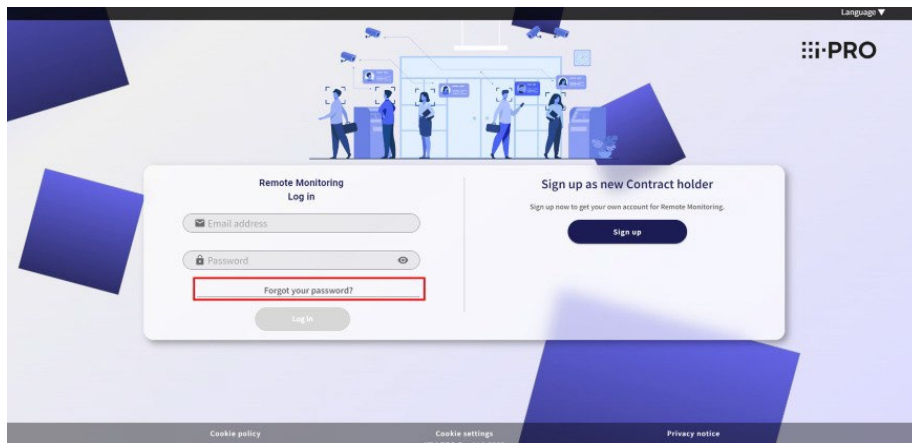 Language ▼
i-PRO
Remote Monitoring
Log in
Email address
Password
Forgot your password?
Log in
Sign up as new Contract holder
Sign up now to get your own account for Remote Monitoring.
Sign up
Cookie policy
Cookie settings
Privacy notice